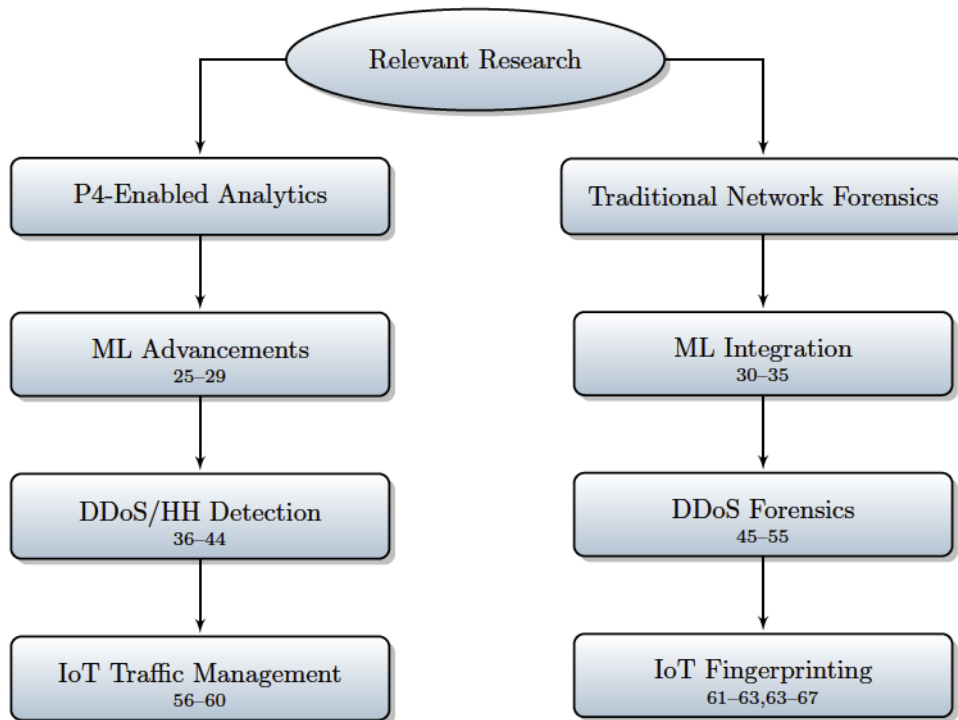 Relevant Research
P4-Enabled Analytics
Traditional Network Forensics
ML Advancements
25–29
ML Integration
30–35
DDoS/HH Detection
36–44
DDoS Forensics
45–55
IoT Traffic Management
56–60
IoT Fingerprinting
61–63,63–67